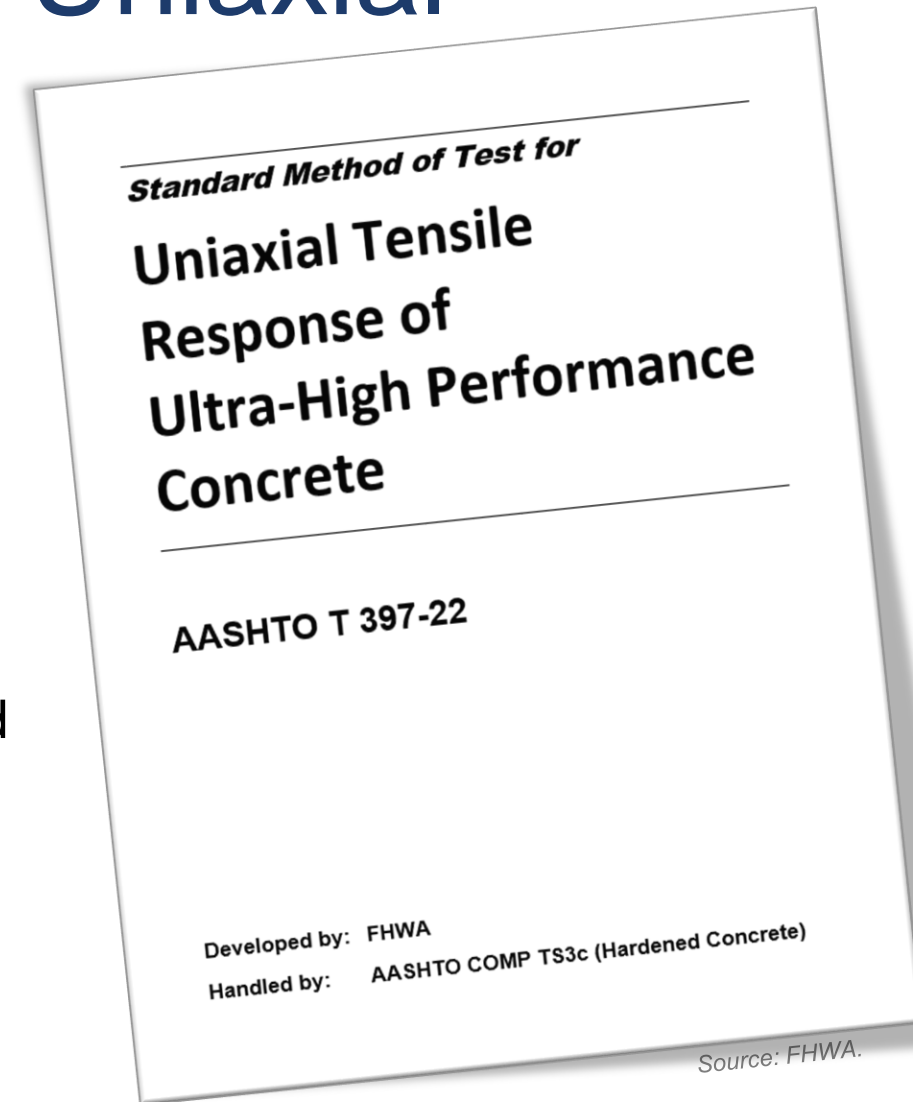 Uniaxial
Standard Method of Test for
Uniaxial Tensile
Response of
Ultra-High Performance
Concrete
AASHTO T 397-22
Developed by: FHWA
Handled by: AASHTO COMP TS3c (Hardened Concrete)
Source: FHWA.